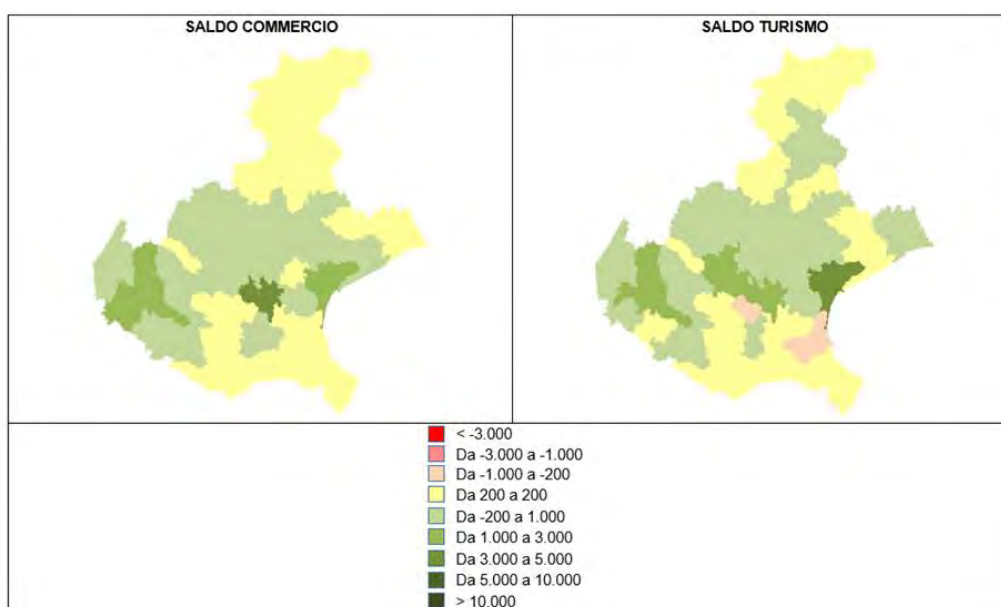 SALDO COMMERCIO
SALDO TURISMO
< -3.000
Da -3.000 a -1.000
Da -1.000 a -200
Da 200 a 200
Da -200 a 1.000
Da 1.000 a 3.000
Da 3.000 a 5.000
Da 5.000 a 10.000
> 10.000